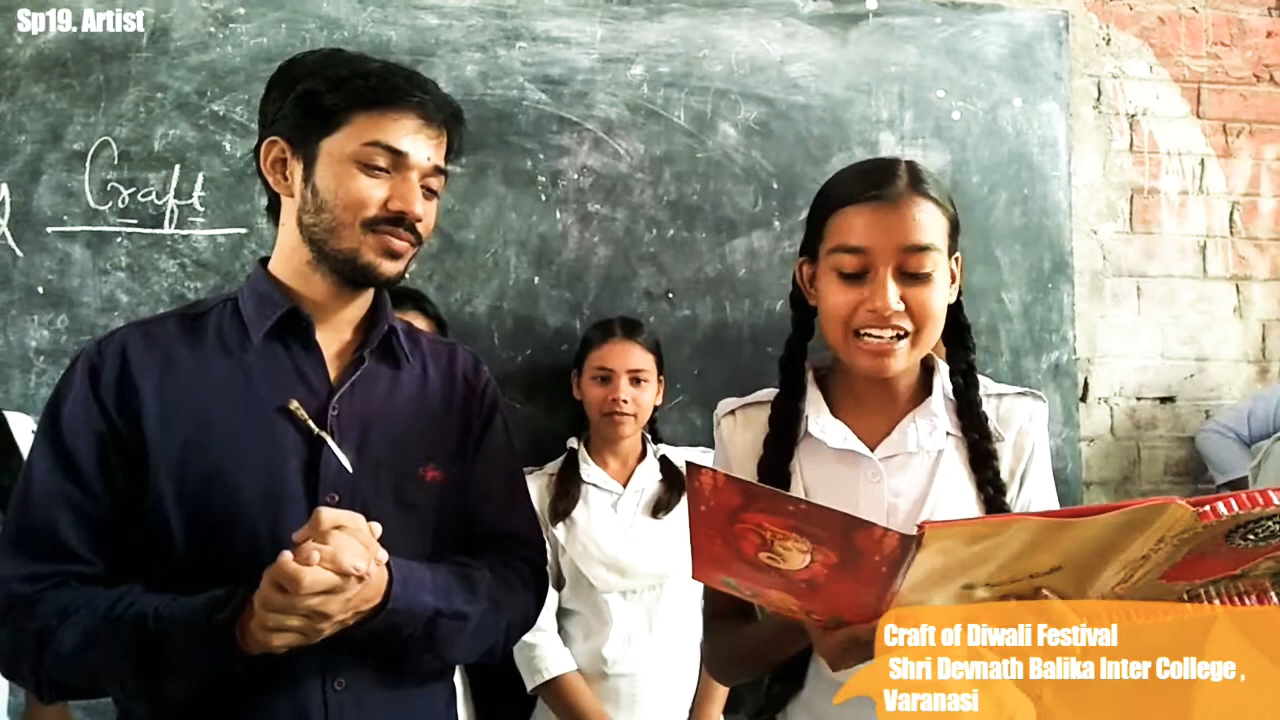 Sp19. Artist
Craft
Craft of Diwali Festival
Shri Devnath Balika Inter College ,
Varanasi